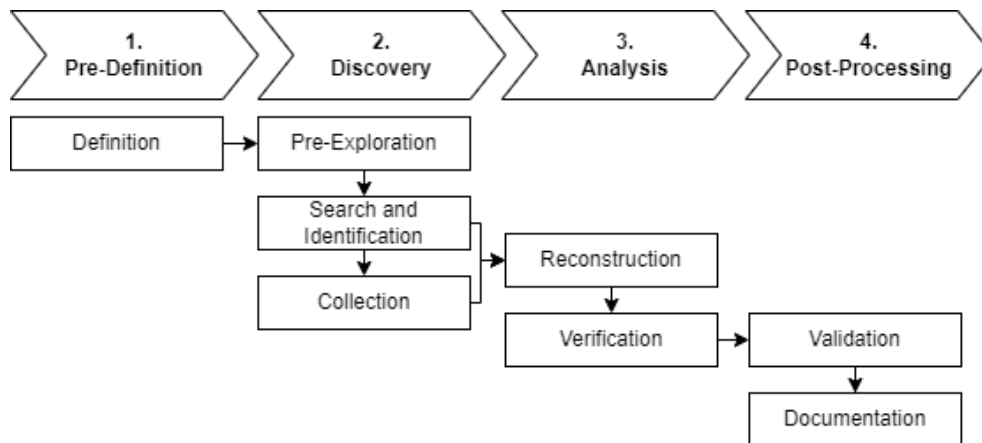 1.
Pre-Definition
2.
Discovery
3.
Analysis
4.
Post-Processing
Definition
Pre-Exploration
Search and
Identification
Collection
Reconstruction
Verification
Validation
Documentation